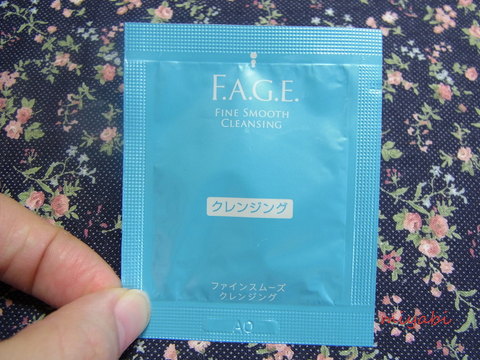 F.A.G.E.
FINE SMOOTH
CLEANSING
クレンジング
ファインスムーズ
クレンジング
AO
miyabi